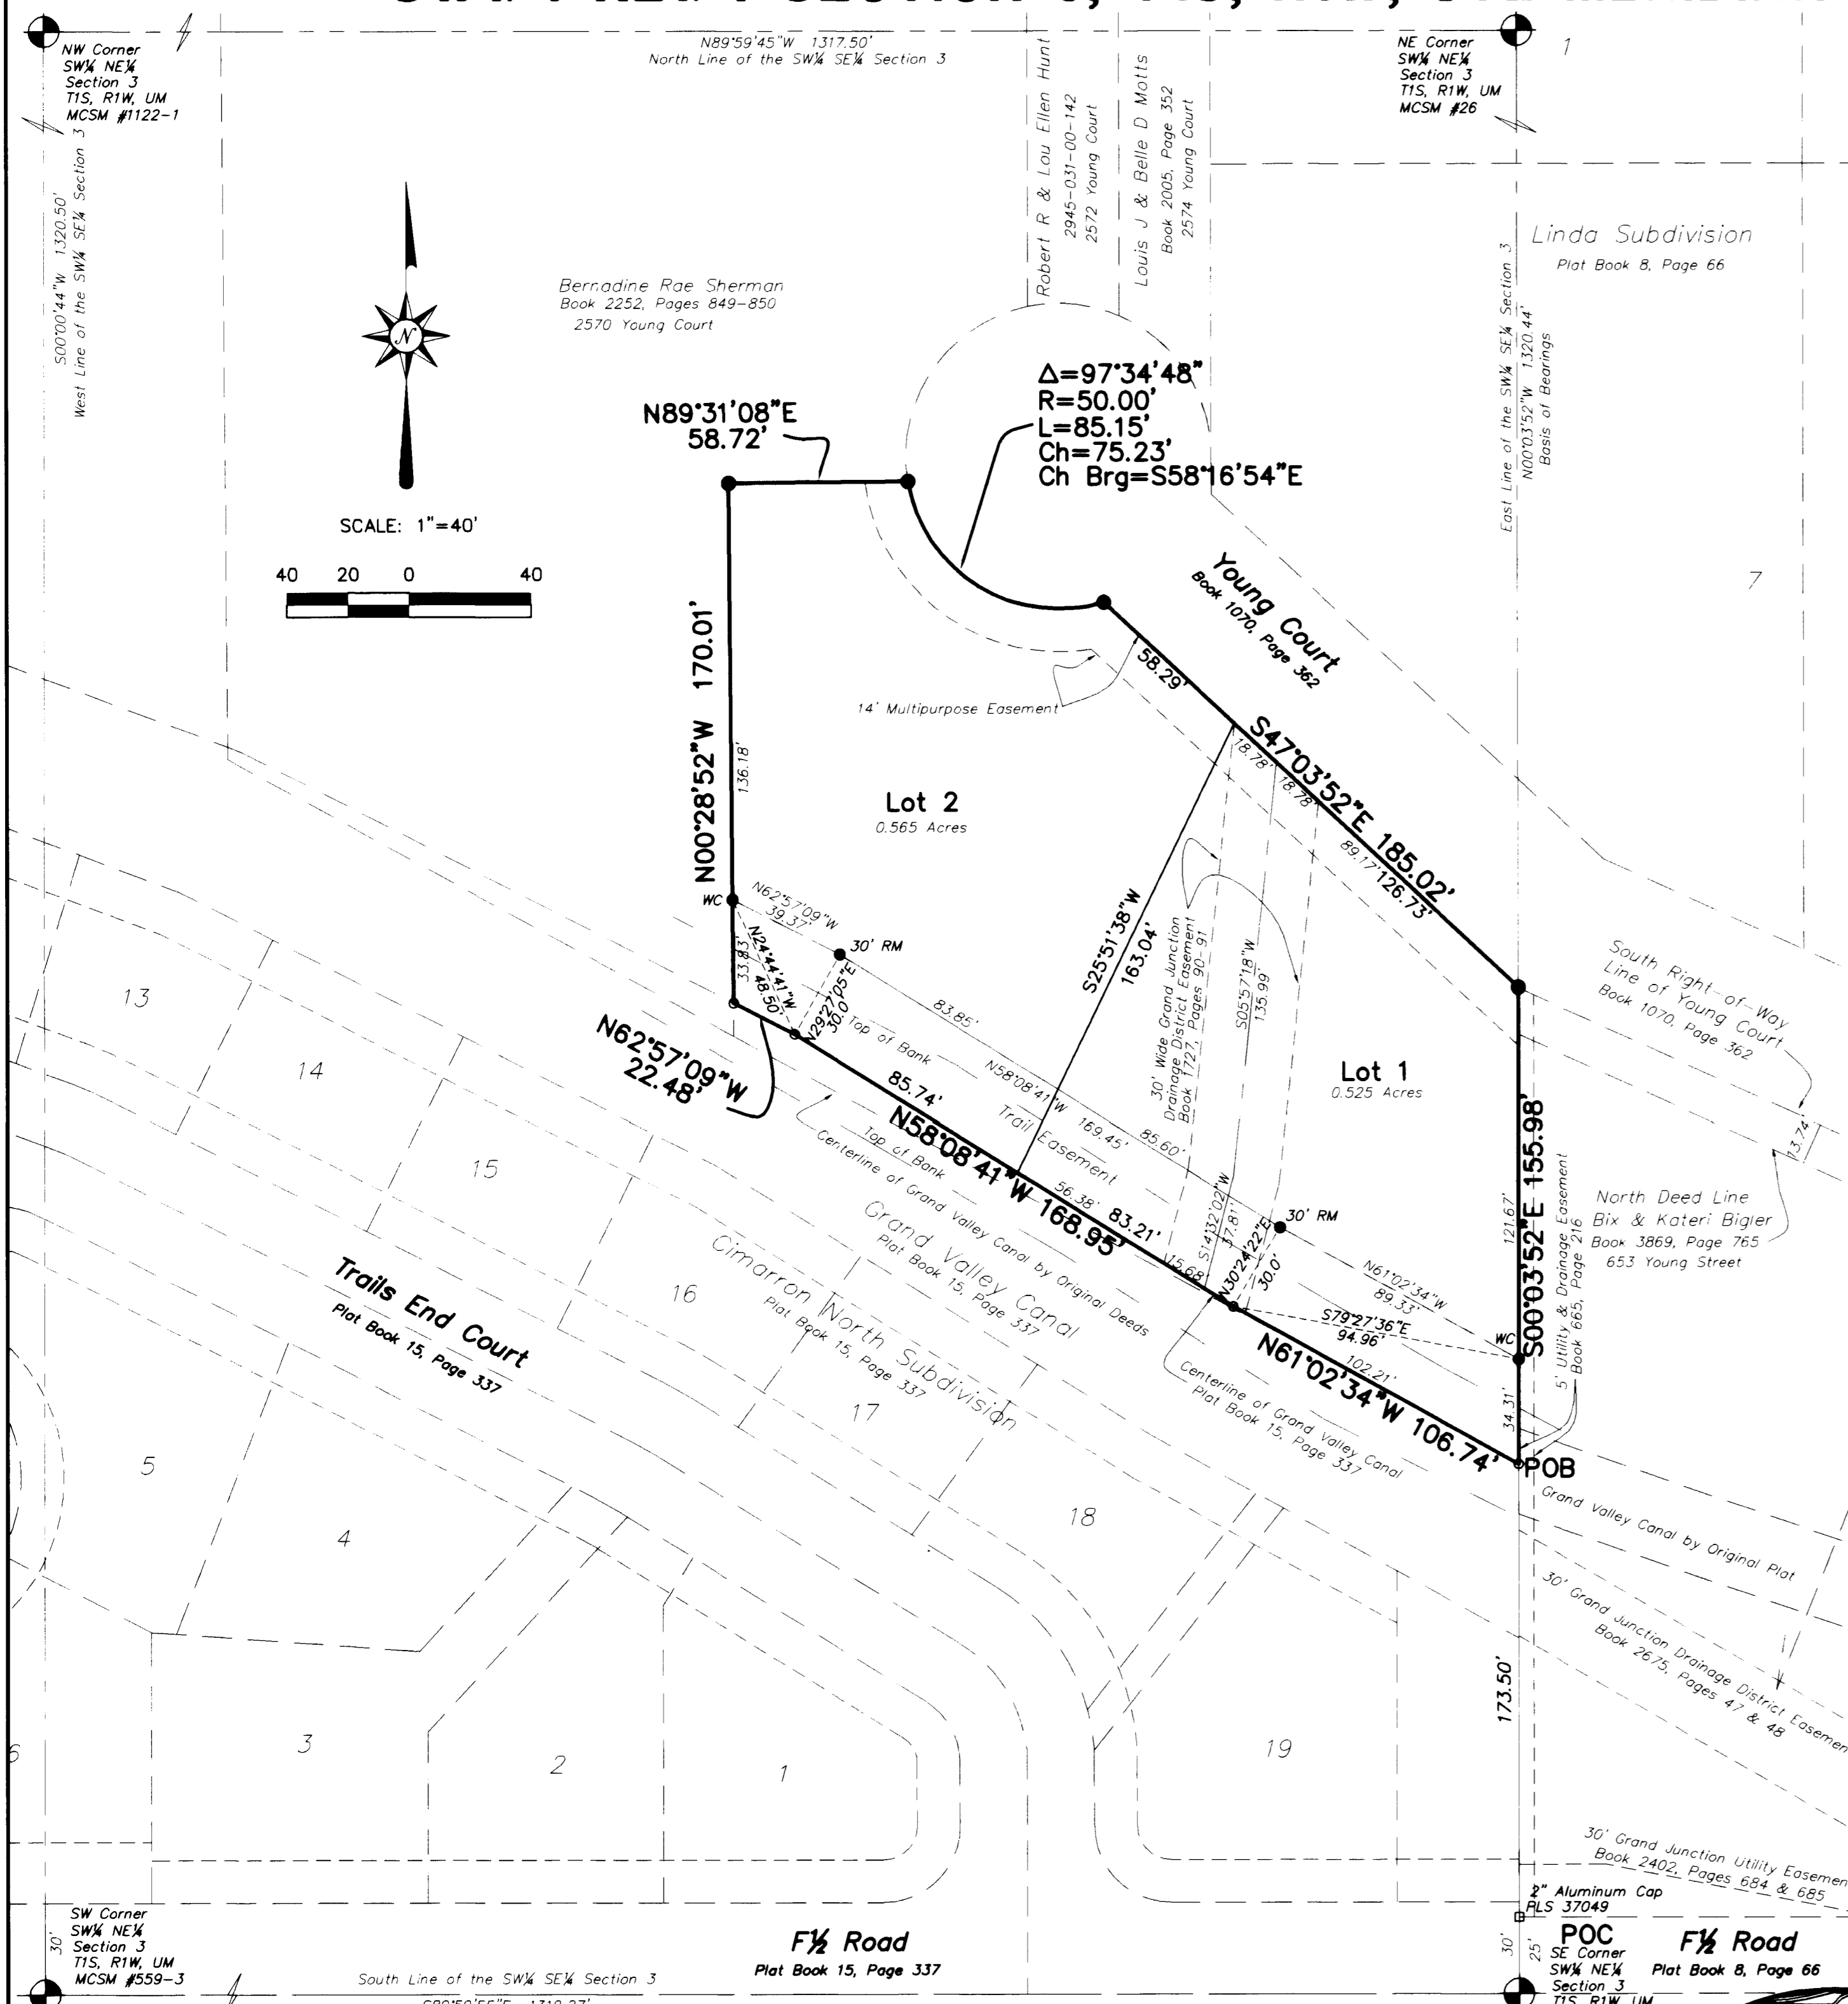 NW Corner
SW¼ NE¼
Section 3
T1S, R1W, UM
MCSM #1122-1
N89°59'45"W 1317.50'
North Line of the SW¼ SE¼ Section 3
NE Corner
SW¼ NE¼
Section 3
T1S, R1W, UM
MCSM #26
1
S00°00'44"W 1320.50'
West Line of the SW¼ SE¼ Section 3
Robert R & Lou Ellen Hunt
2945-031-00-142
2572 Young Court
Louis J & Belle D Motts
Book 2005, Page 352
2574 Young Court
Linda Subdivision
Plat Book 8, Page 66
East Line of the SW¼ SE¼ Section 3
N00°03'52"W 1320.44'
Basis of Bearings
Bernadine Rae Sherman
Book 2252, Pages 849-850
2570 Young Court
N
SCALE: 1"=40'
40 20 0 40
N89°31'08"E
58.72'
Δ=97°34'48"
R=50.00'
L=85.15'
Ch=75.23'
Ch Brg=S58°16'54"E
Young Court
Book 1070, Page 362
7
N00°28'52"W 170.01'
136.18'
14' Multipurpose Easement
58.29'
S47°03'52"E 185.02'
18.78'
18.78'
89.17'
126.73'
Lot 2
0.565 Acres
WC
N62°57'09"W
39.37'
30' RM
33.83'
N24°44'41"W
48.50'
N29°27'05"E
30.0'
Top of Bank
83.85'
S25°51'38"W
163.04'
30' Wide Grand Junction
Drainage District Easement
Book 1727, Pages 90-91
S05°57'18"W
135.99'
Lot 1
0.525 Acres
South Right-of-Way
Line of Young Court
Book 1070, Page 362
13.74'
N62°57'09"W
22.48'
85.74'
N58°08'41"W 169.45'
Trail Easement
85.60'
N58°08'41"W 168.95'
56.38'
83.21'
15.68'
S14°32'02"W
37.81'
N30°24'22"E
30.0'
30' RM
S00°03'52"E 155.98'
121.67'
5' Utility & Drainage Easement
Book 665, Page 216
North Deed Line
Bix & Kateri Bigler
Book 3869, Page 765
653 Young Street
Top of Bank
Centerline of Grand Valley Canal by Original Deeds
Grand Valley Canal
Plat Book 15, Page 337
Cimarron North Subdivision
Plat Book 15, Page 337
N61°02'34"W
89.33'
S79°27'36"E
94.96'
WC
102.21'
34.31'
N61°02'34"W 106.74'
POB
Centerline of Grand Valley Canal
Plat Book 15, Page 337
Grand Valley Canal by Original Plat
30' Grand Junction Drainage District
Book 2675, Pages 47 & 48
Trails End Court
Plat Book 15, Page 337
13
14
15
16
17
18
19
5
4
3
2
1
173.50'
30' Grand Junction Utility
Book 2402, Pages 684 & 685
2" Aluminum Cap
PLS 37049
POC
SE Corner
SW¼ NE¼
Section 3
T1S, R1W, UM
30'
25'
F½ Road
Plat Book 8, Page 66
F½ Road
Plat Book 15, Page 337
SW Corner
SW¼ NE¼
Section 3
T1S, R1W, UM
MCSM #559-3
30'
South Line of the SW¼ SE¼ Section 3